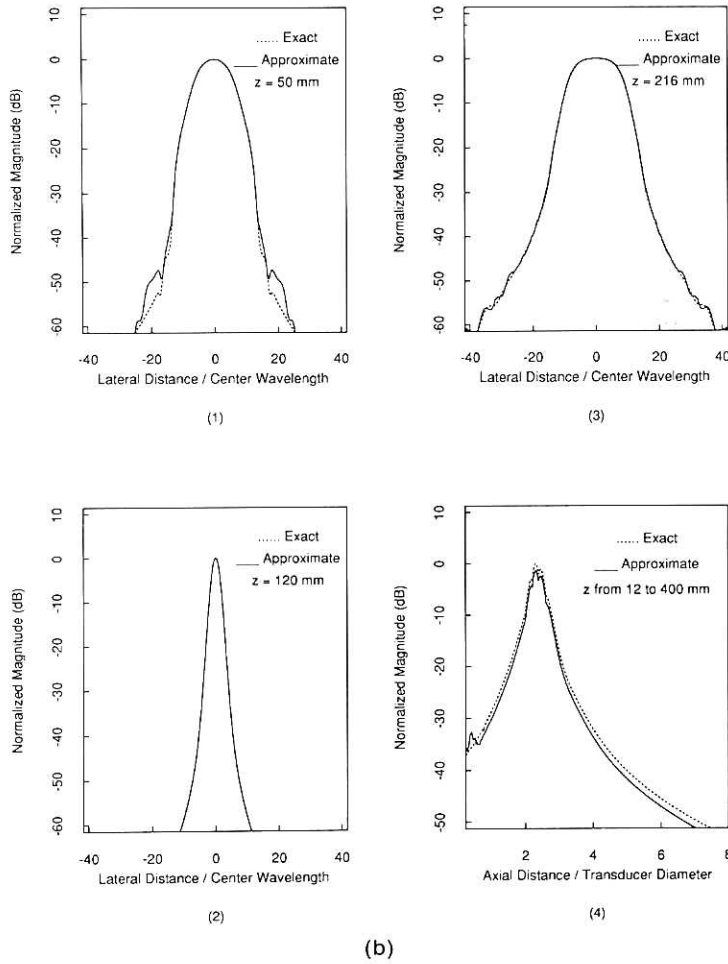 10
0
-10
-20
-30
-40
-50
-60
Normalized Magnitude (dB)
...... Exact
___ Approximate
z = 50 mm
-40 -20 0 20 40
Lateral Distance / Center Wavelength
(1)
10
0
-10
-20
-30
-40
-50
-60
Normalized Magnitude (dB)
...... Exact
___ Approximate
z = 216 mm
-40 -20 0 20 40
Lateral Distance / Center Wavelength
(3)
10
0
-10
-20
-30
-40
-50
-60
Normalized Magnitude (dB)
...... Exact
___ Approximate
z = 120 mm
-40 -20 0 20 40
Lateral Distance / Center Wavelength
(2)
10
0
-10
-20
-30
-40
-50
Normalized Magnitude (dB)
...... Exact
___ Approximate
z from 12 to 400 mm
2 4 6 8
Axial Distance / Transducer Diameter
(4)
(b)